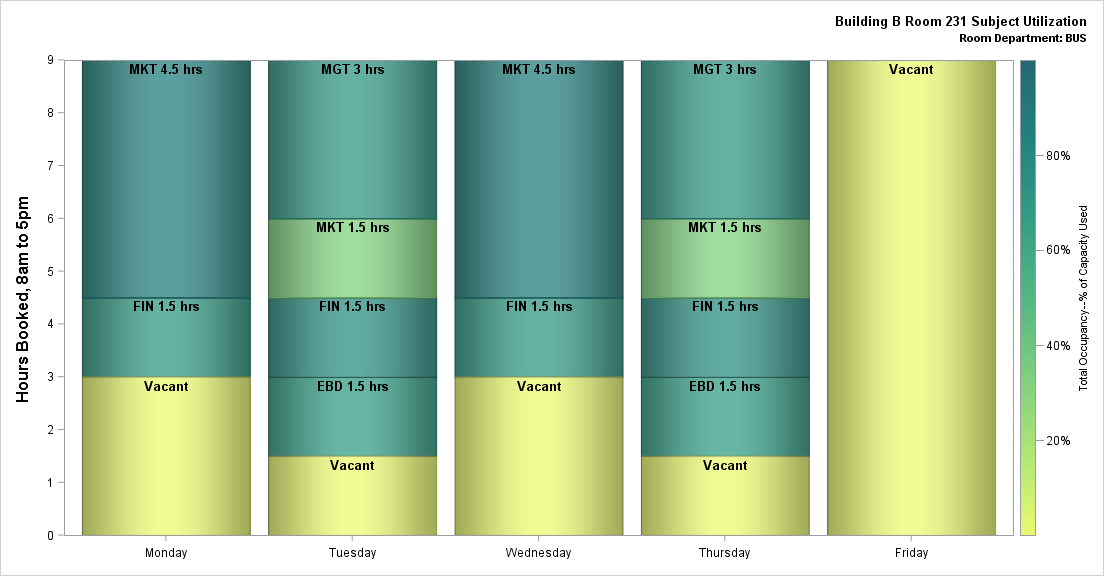 Building B Room 231 Subject Utilization
Room Department: BUS
Hours Booked, 8am to 5pm
9
8
7
6
5
4
3
2
1
0
MKT 4.5 hrs
FIN 1.5 hrs
Vacant
MGT 3 hrs
MKT 1.5 hrs
FIN 1.5 hrs
EBD 1.5 hrs
Vacant
MKT 4.5 hrs
FIN 1.5 hrs
Vacant
MGT 3 hrs
MKT 1.5 hrs
FIN 1.5 hrs
EBD 1.5 hrs
Vacant
Vacant
Monday
Tuesday
Wednesday
Thursday
Friday
80%
60%
40%
20%
Total Occupancy--% of Capacity Used